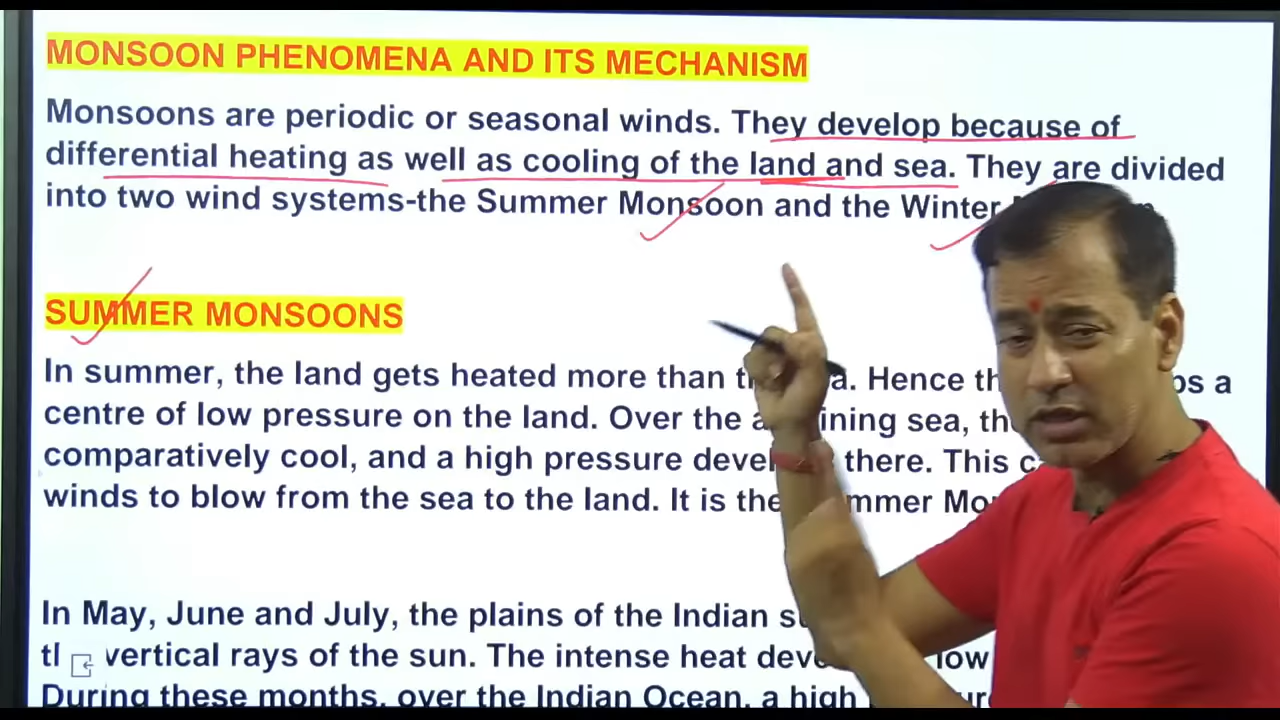 MONSOON PHENOMENA AND ITS MECHANISM
Monsoons are periodic or seasonal winds. They develop because of
differential heating as well as cooling of the land and sea. They are divided
into two wind systems-the Summer Monsoon and the Winter
SUMMER MONSOONS
In summer, the land gets heated more than Hence
centre of low pressure on the land. Over the sea,
comparatively cool, and a high pressure there. This
winds to blow from the sea to the land. It is the
In May, June and July, the plains of the Indian
vertical rays of the sun. The intense heat low
During these months, over the Indian Ocean, a high